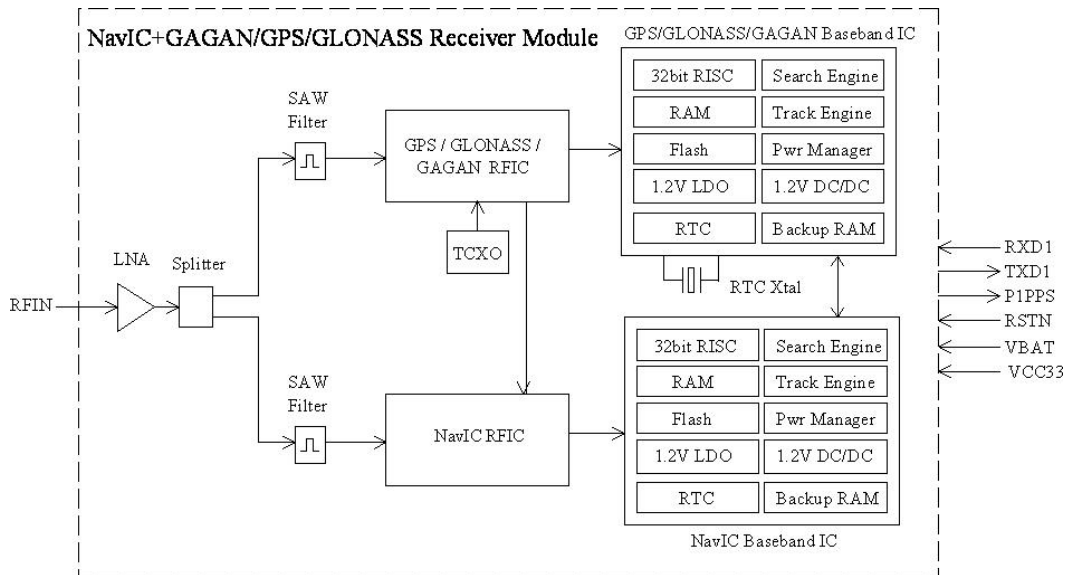 NavIC+GAGAN/GPS/GLONASS Receiver Module
GPS/GLONASS/GAGAN Baseband IC
32bit RISC
Search Engine
RAM
Track Engine
Flash
Pwr Manager
1.2V LDO
1.2V DC/DC
RTC
Backup RAM
SAW
Filter
GPS / GLONASS /
GAGAN RFIC
TCXO
RTC Xtal
LNA
Splitter
RFIN
RXD1
TXD1
P1PPS
RSTN
VBAT
VCC33
SAW
Filter
NavIC RFIC
32bit RISC
Search Engine
RAM
Track Engine
Flash
Pwr Manager
1.2V LDO
1.2V DC/DC
RTC
Backup RAM
NavIC Baseband IC